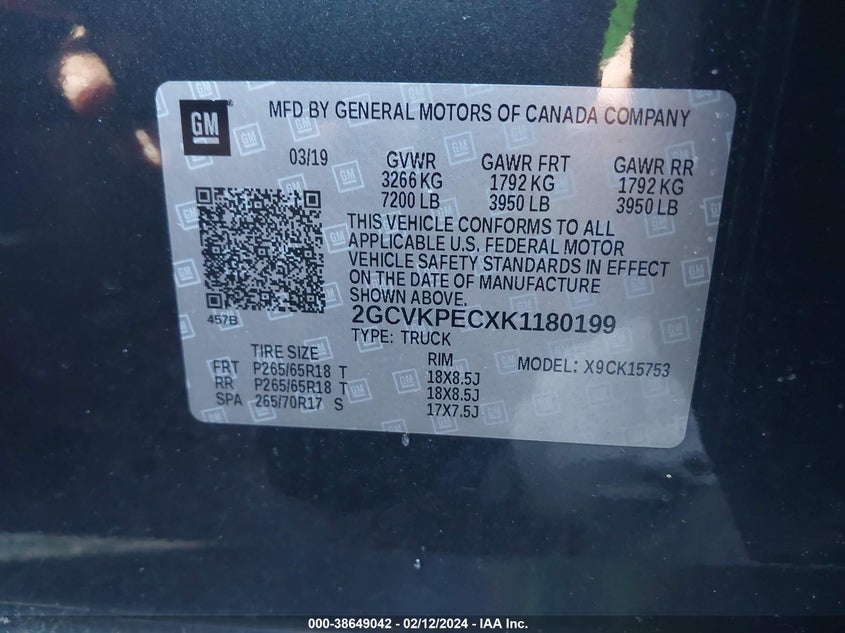 GM
MFD BY GENERAL MOTORS OF CANADA COMPANY
03/19 GVWR GAWR FRT GAWR RR
3266 KG 1792 KG 1792 KG
7200 LB 3950 LB 3950 LB
THIS VEHICLE CONFORMS TO ALL
APPLICABLE U.S. FEDERAL MOTOR
VEHICLE SAFETY STANDARDS IN EFFECT
ON THE DATE OF MANUFACTURE
SHOWN ABOVE.
457B 2GCVKPECXK1180199
TYPE: TRUCK
TIRE SIZE RIM MODEL: X9CK15753
FRT P265/65R18 T 18X8.5J
RR P265/65R18 T 18X8.5J
SPA 265/70R17 S 17X7.5J
000-38649042 - 02/12/2024 - IAA Inc.